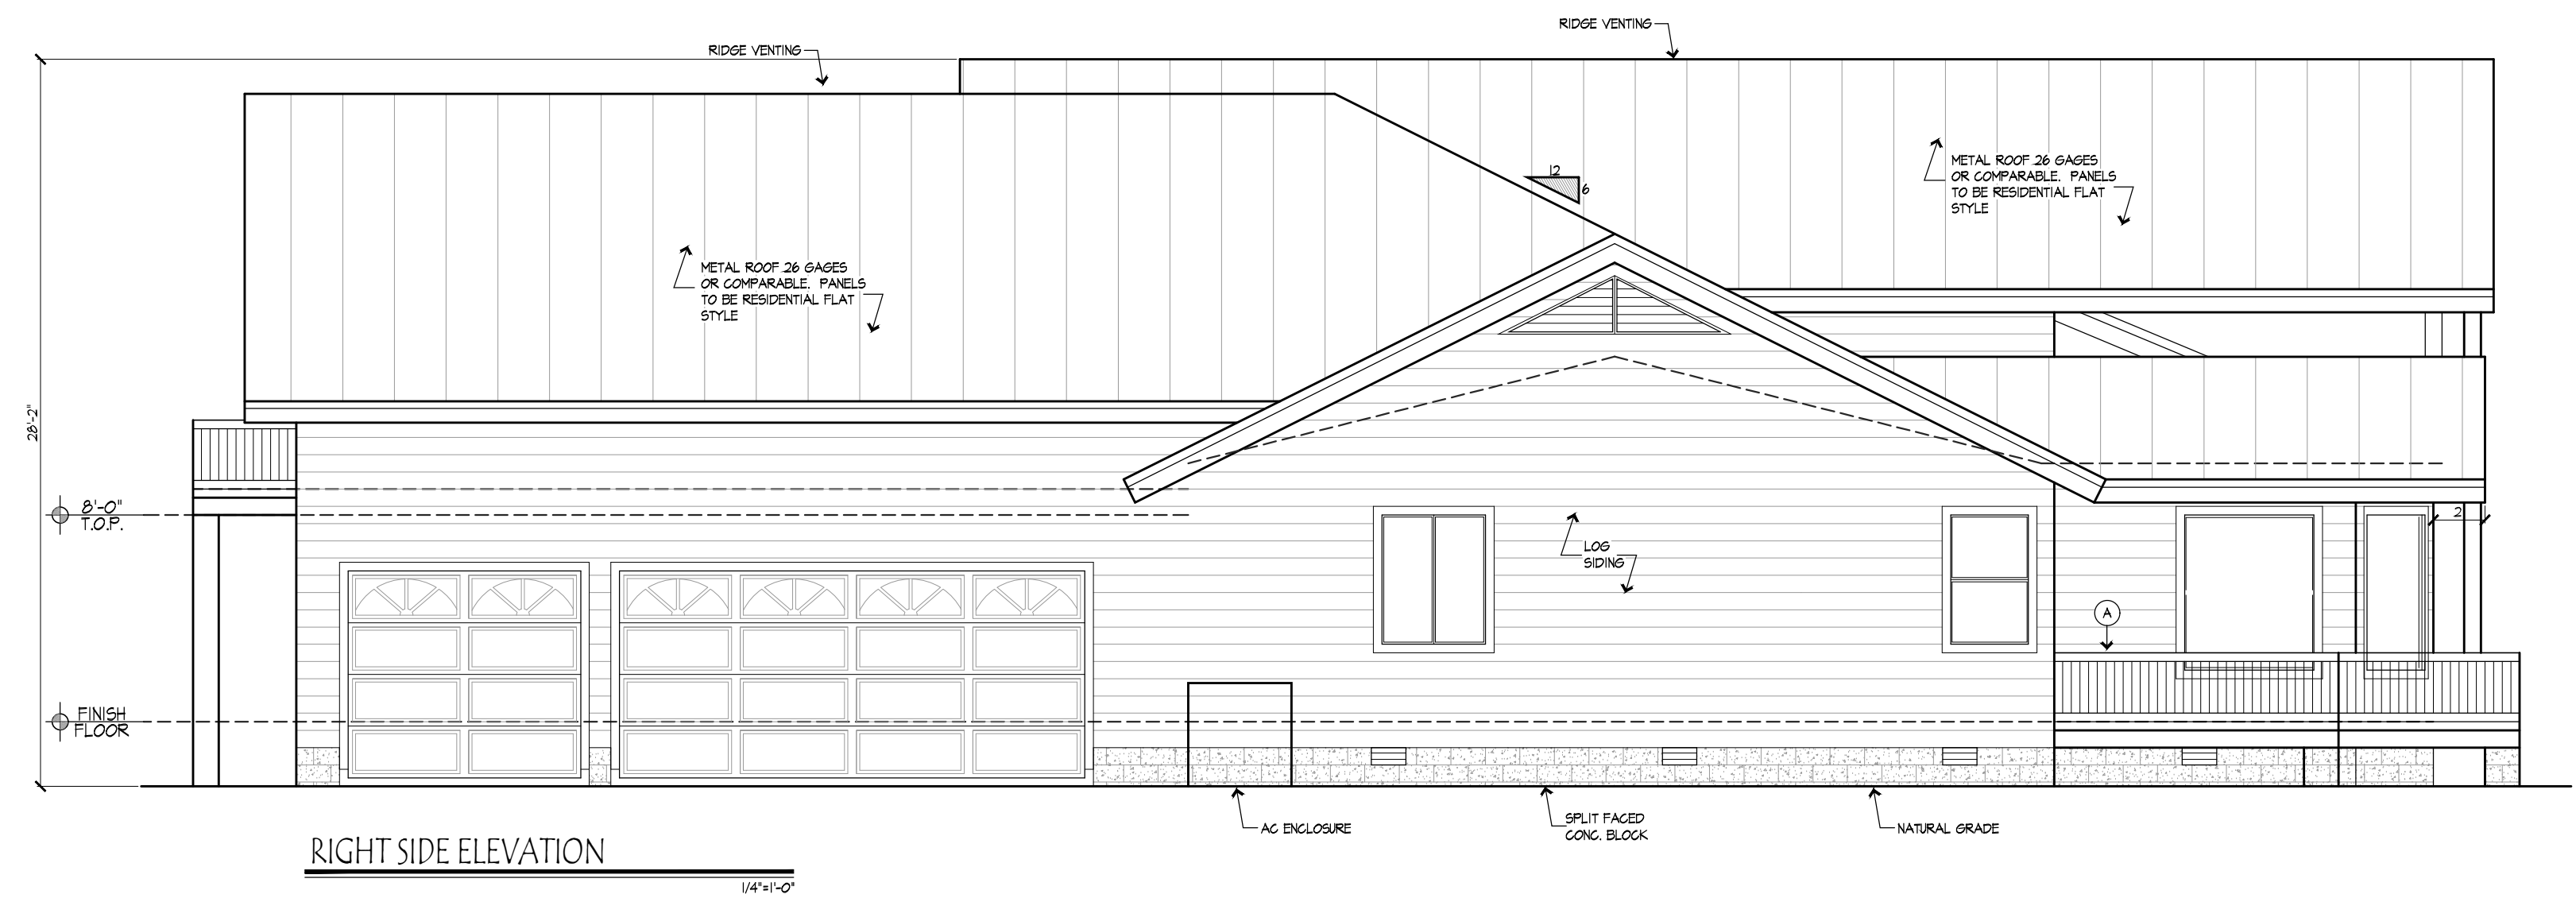 RIDGE VENTING
RIDGE VENTING
12
6
METAL ROOF 26 GAGES
OR COMPARABLE. PANELS
TO BE RESIDENTIAL FLAT
STYLE
METAL ROOF 26 GAGES
OR COMPARABLE. PANELS
TO BE RESIDENTIAL FLAT
STYLE
28'-2"
8'-0"
T.O.P.
2
LOG
SIDING
A
FINISH
FLOOR
AC ENCLOSURE
SPLIT FACED
CONC. BLOCK
NATURAL GRADE
RIGHT SIDE ELEVATION
1/4"=1'-0"